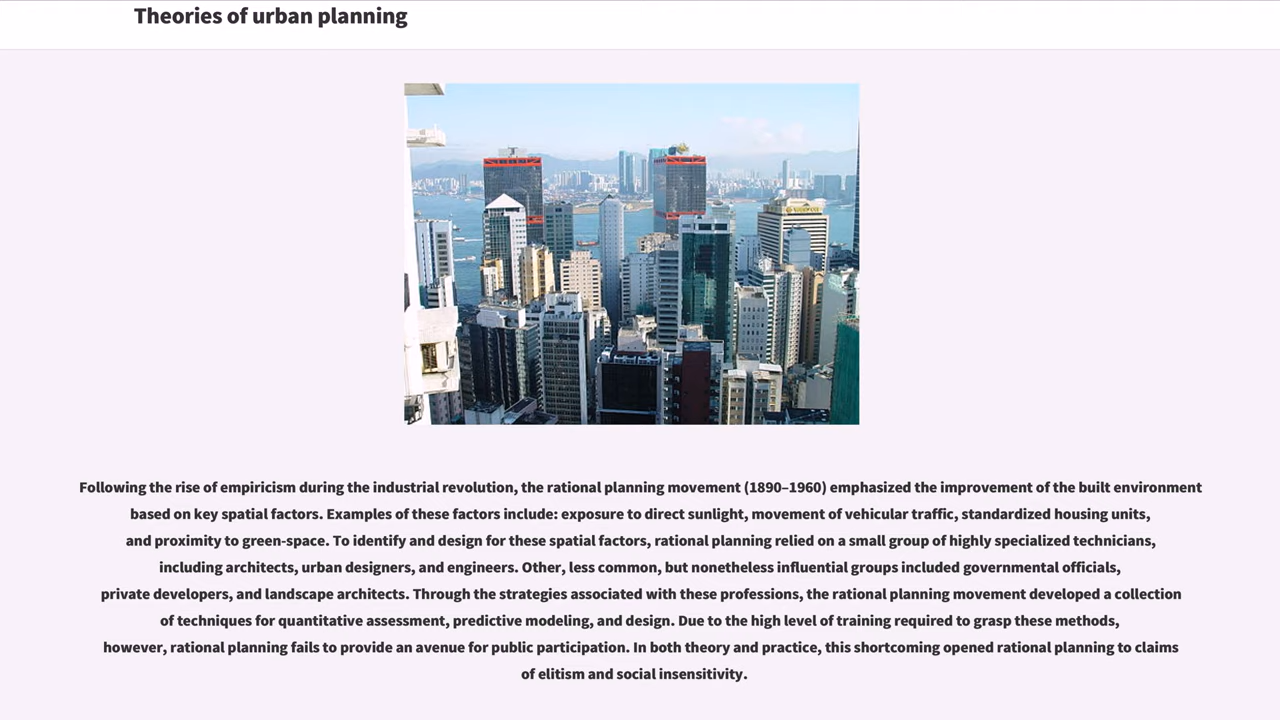 Theories of urban planning
Following the rise of empiricism during the industrial revolution, the rational planning movement (1890–1960) emphasized the improvement of the built environment
based on key spatial factors. Examples of these factors include: exposure to direct sunlight, movement of vehicular traffic, standardized housing units,
and proximity to green-space. To identify and design for these spatial factors, rational planning relied on a small group of highly specialized technicians,
including architects, urban designers, and engineers. Other, less common, but nonetheless influential groups included governmental officials,
private developers, and landscape architects. Through the strategies associated with these professions, the rational planning movement developed a collection
of techniques for quantitative assessment, predictive modeling, and design. Due to the high level of training required to grasp these methods,
however, rational planning fails to provide an avenue for public participation. In both theory and practice, this shortcoming opened rational planning to claims
of elitism and social insensitivity.